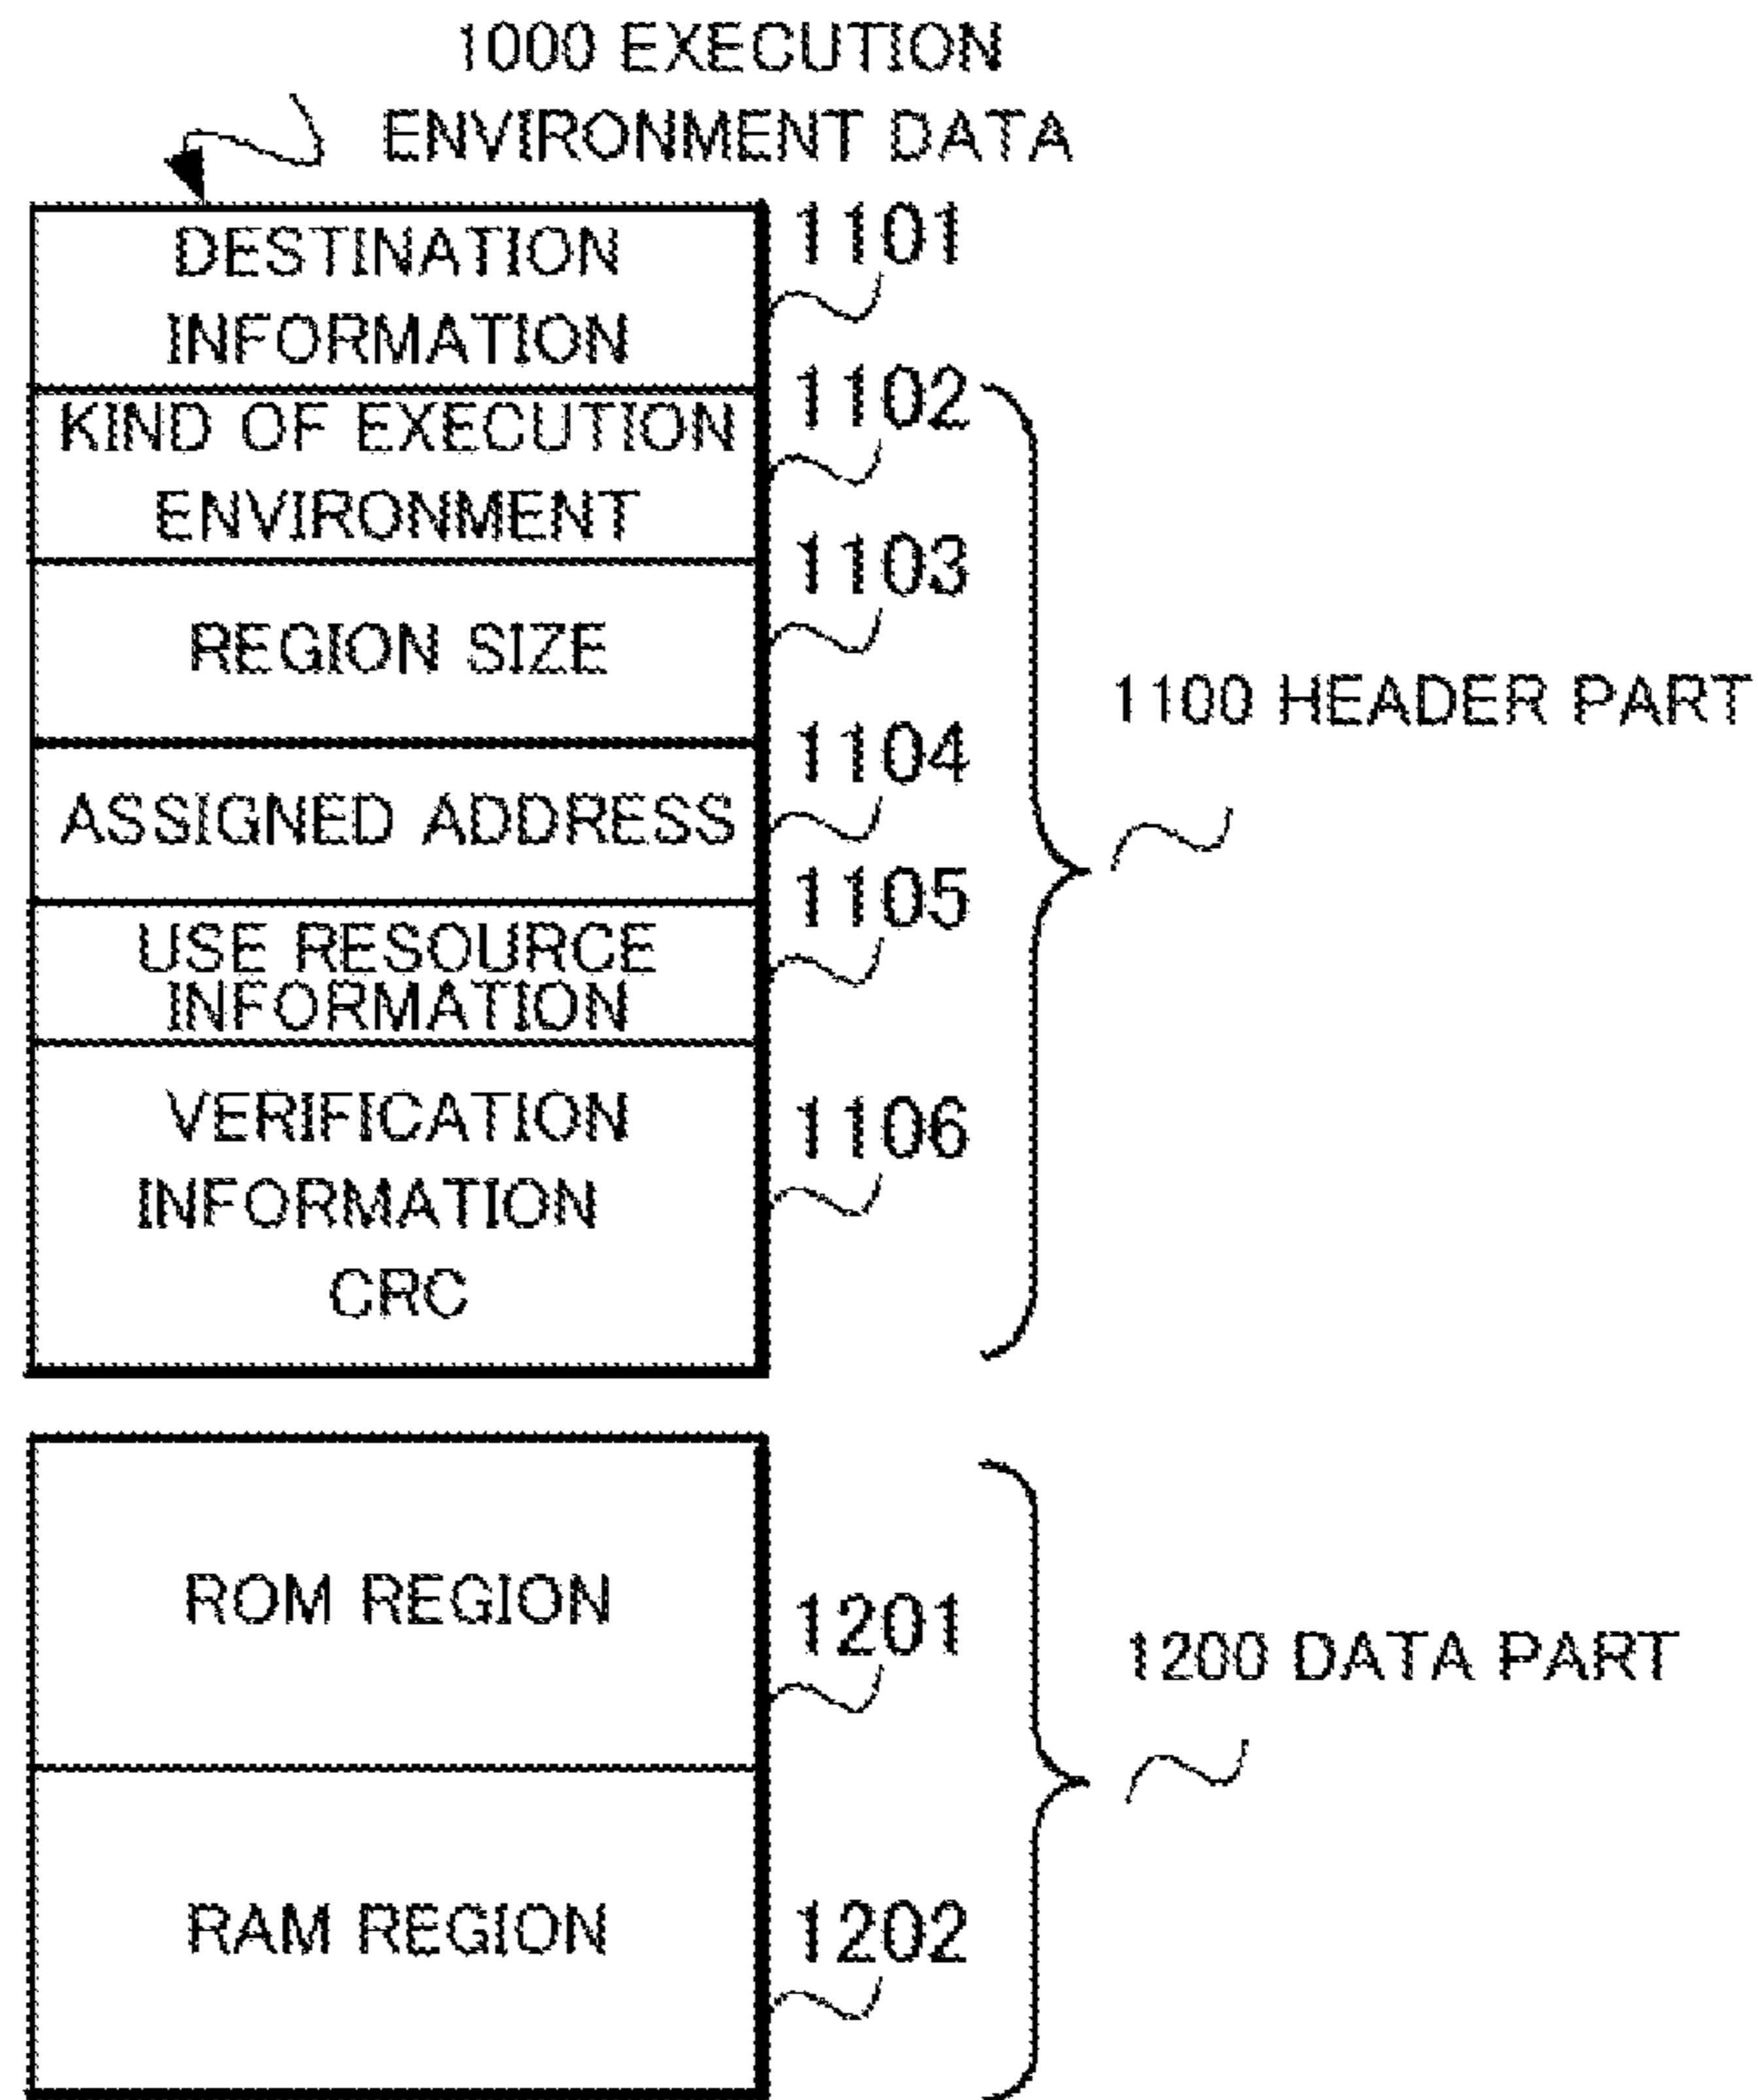 1000 EXECUTION
ENVIRONMENT DATA
DESTINATION
INFORMATION
1101
KIND OF EXECUTION
ENVIRONMENT
1102
REGION SIZE
1103
1100 HEADER PART
ASSIGNED ADDRESS
1104
USE RESOURCE
INFORMATION
1105
VERIFICATION
INFORMATION
CRC
1106
ROM REGION
1201
1200 DATA PART
RAM REGION
1202